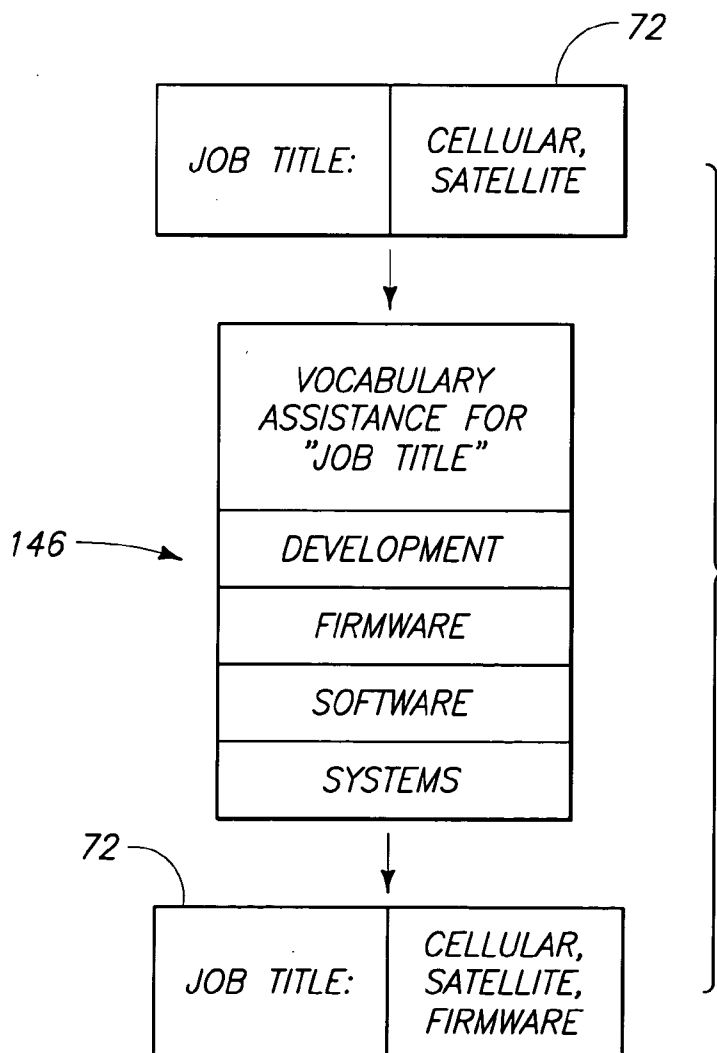 72
JOB TITLE:
CELLULAR,
SATELLITE
VOCABULARY
ASSISTANCE FOR
"JOB TITLE"
146
DEVELOPMENT
FIRMWARE
SOFTWARE
SYSTEMS
72
JOB TITLE:
CELLULAR,
SATELLITE,
FIRMWARE